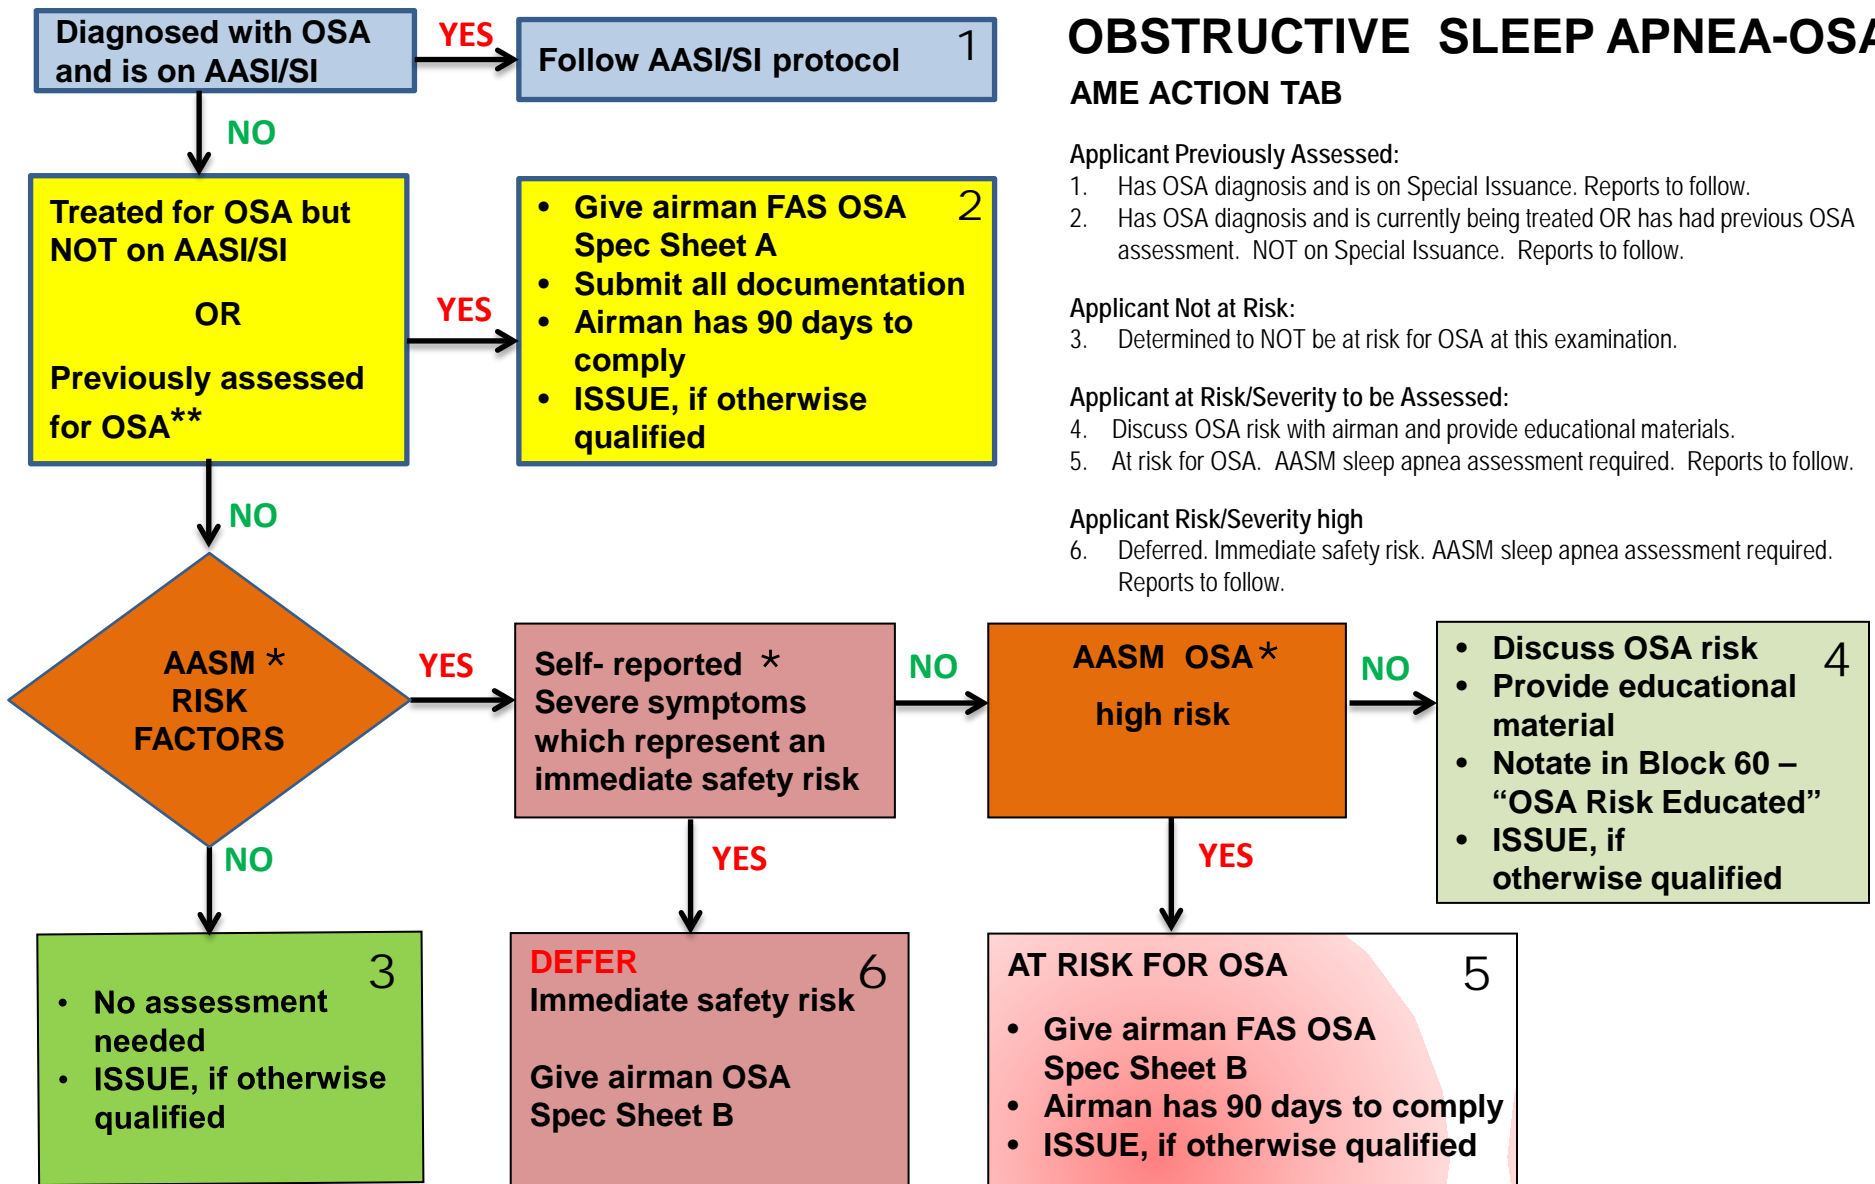 OBSTRUCTIVE SLEEP APNEA-OSA
AME ACTION TAB
Diagnosed with OSA
and is on AASI/SI
YES
Follow AASI/SI protocol
1
NO
Treated for OSA but
NOT on AASI/SI
OR
Previously assessed
for OSA**
YES
2
• Give airman FAS OSA
Spec Sheet A
• Submit all documentation
• Airman has 90 days to
comply
• ISSUE, if otherwise
qualified
Applicant Previously Assessed:
1. Has OSA diagnosis and is on Special Issuance. Reports to follow.
2. Has OSA diagnosis and is currently being treated OR has had previous OSA
assessment. NOT on Special Issuance. Reports to follow.
Applicant Not at Risk:
3. Determined to NOT be at risk for OSA at this examination.
Applicant at Risk/Severity to be Assessed:
4. Discuss OSA risk with airman and provide educational materials.
5. At risk for OSA. AASM sleep apnea assessment required. Reports to follow.
Applicant Risk/Severity high
6. Deferred. Immediate safety risk. AASM sleep apnea assessment required.
Reports to follow.
NO
AASM *
RISK
FACTORS
YES
Self- reported *
Severe symptoms
which represent an
immediate safety risk
NO
AASM OSA*
high risk
NO
4
• Discuss OSA risk
• Provide educational
material
• Notate in Block 60 –
“OSA Risk Educated”
• ISSUE, if
otherwise qualified
NO
YES
YES
3
• No assessment
needed
• ISSUE, if otherwise
qualified
DEFER
6
Immediate safety risk
Give airman OSA
Spec Sheet B
AT RISK FOR OSA
5
• Give airman FAS OSA
Spec Sheet B
• Airman has 90 days to comply
• ISSUE, if otherwise qualified